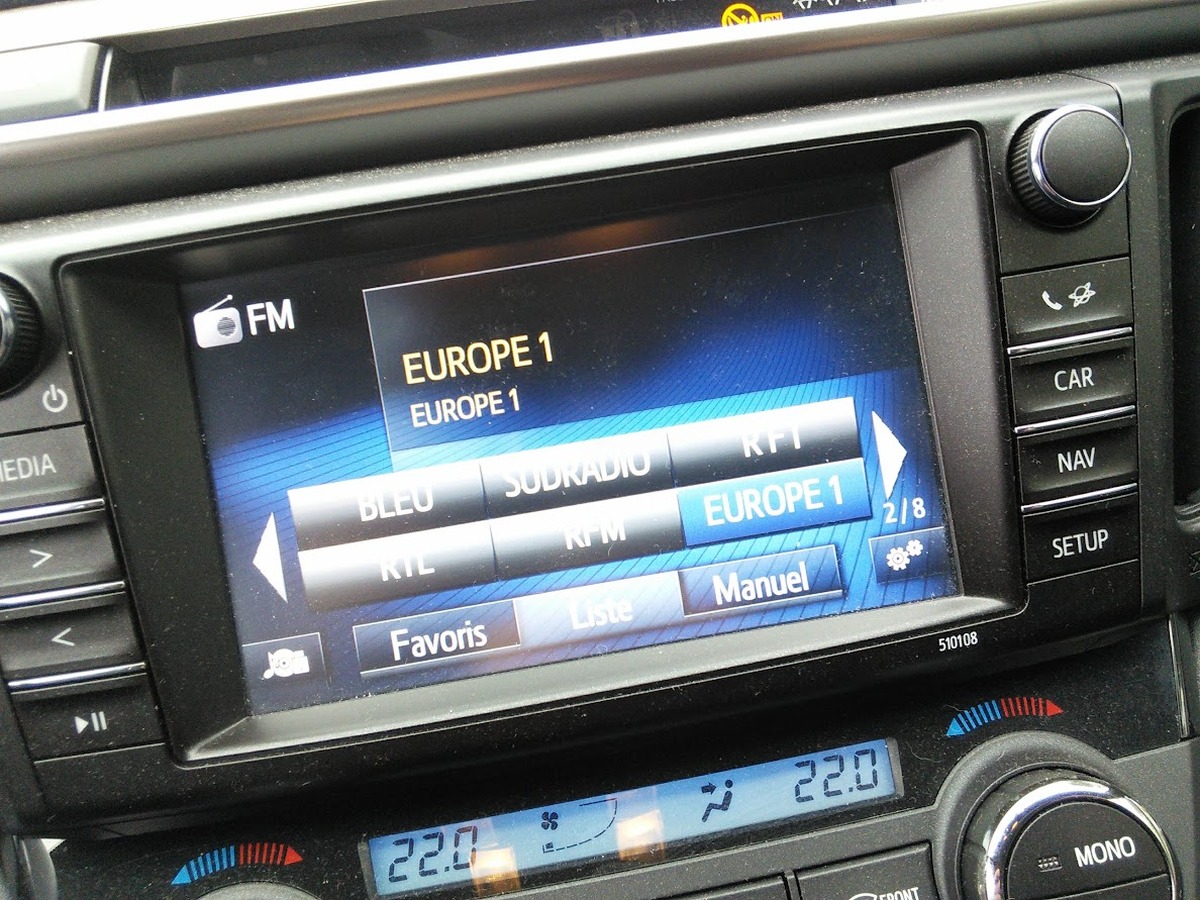 FM
EUROPE 1
EUROPE 1
BLEU SUDRADIO
RTL RFM EUROPE 1
2/8
Favoris Liste Manuel
MEDIA
>
<
CAR
NAV
SETUP
510108
22.0 22.0
MONO
FRONT